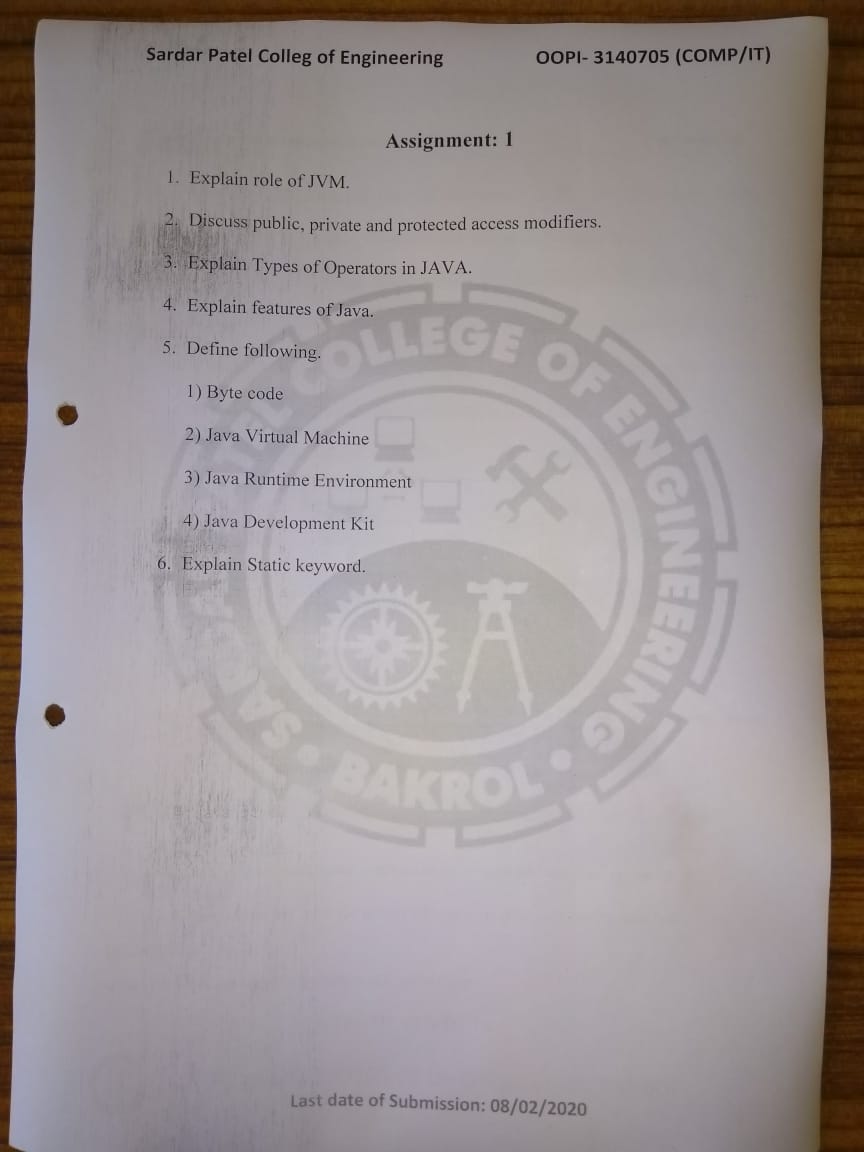 Sardar Patel Colleg of Engineering OOPI- 3140705 (COMP/IT)
Assignment: 1
1. Explain role of JVM.
2. Discuss public, private and protected access modifiers.
3. Explain Types of Operators in JAVA.
4. Explain features of Java.
5. Define following.
1) Byte code
2) Java Virtual Machine
3) Java Runtime Environment
4) Java Development Kit
6. Explain Static keyword.
COLLEGE OF ENGINEERING
BAKROL
Last date of Submission: 08/02/2020